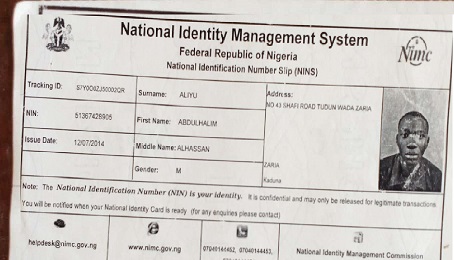 National Identity Management System
Federal Republic of Nigeria
National Identification Number Slip (NINS)
Nimc
Tracking ID: S7Y0O4ZJ50002QR
Surname: ALIYU
Address:
NO 43 SHAFI ROAD TUDUN WADA ZARIA
NIN: 51367428905
First Name: ABDULHALIM
Issue Date: 12/07/2014
Middle Name: ALHASSAN
Gender: M
ZARIA
Kaduna
Note: The National Identification Number (NIN) is your identity. It is confidential and may only be released for legitimate transactions
You will be notified when your National Identity Card is ready (for any enquiries please contact)
helpdesk@nimc.gov.ng
www.nimc.gov.ng
07040144452, 07040144453,
National Identity Management Commission